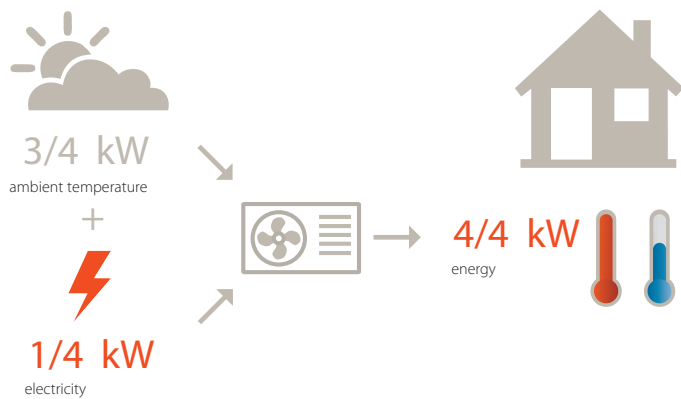 3/4 kW
ambient temperature
+
1/4 kW
electricity
4/4 kW
energy